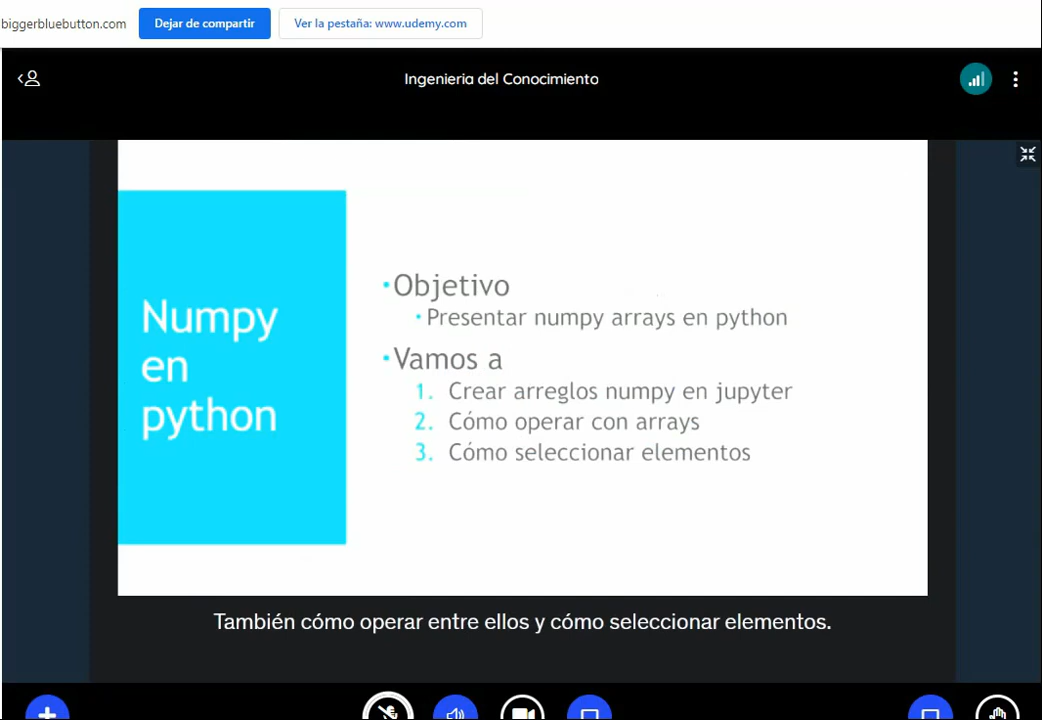 biggerbluebutton.com Dejar de compartir Ver la pestaña: www.udemy.com
Ingenieria del Conocimiento
Numpy
en
python
•Objetivo
•Presentar numpy arrays en python
•Vamos a
1. Crear arreglos numpy en jupyter
2. Cómo operar con arrays
3. Cómo seleccionar elementos
También cómo operar entre ellos y cómo seleccionar elementos.